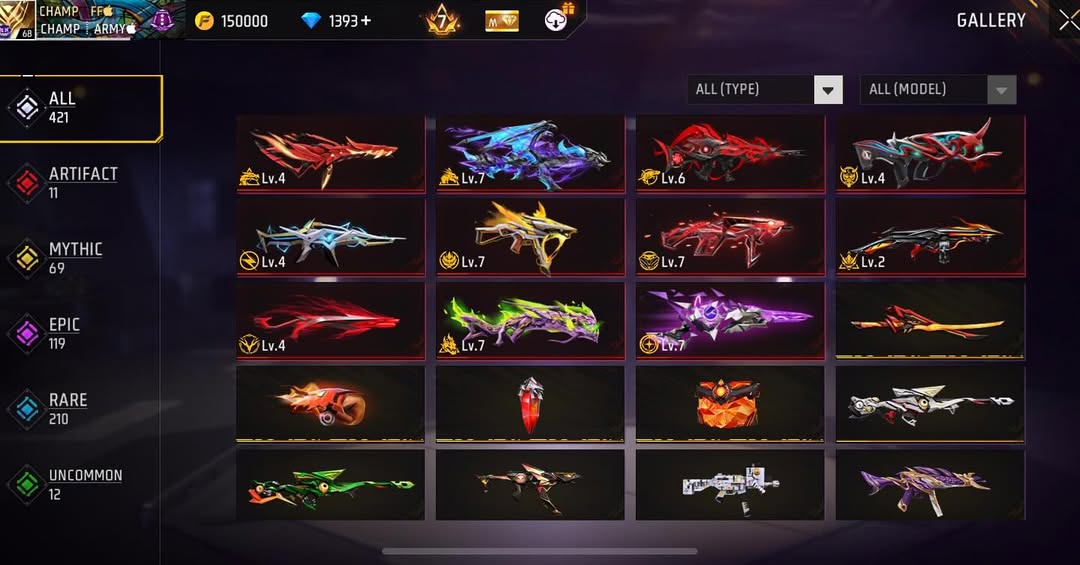 CHAMP FF
CHAMP ARMY
68
150000
1393+
7
M
GALLERY
ALL
421
ALL (TYPE)
ALL (MODEL)
ARTIFACT
11
MYTHIC
69
EPIC
119
RARE
210
UNCOMMON
12
Lv.4
Lv.7
Lv.6
Lv.4
Lv.4
Lv.7
Lv.7
Lv.2
Lv.4
Lv.7
Lv.7